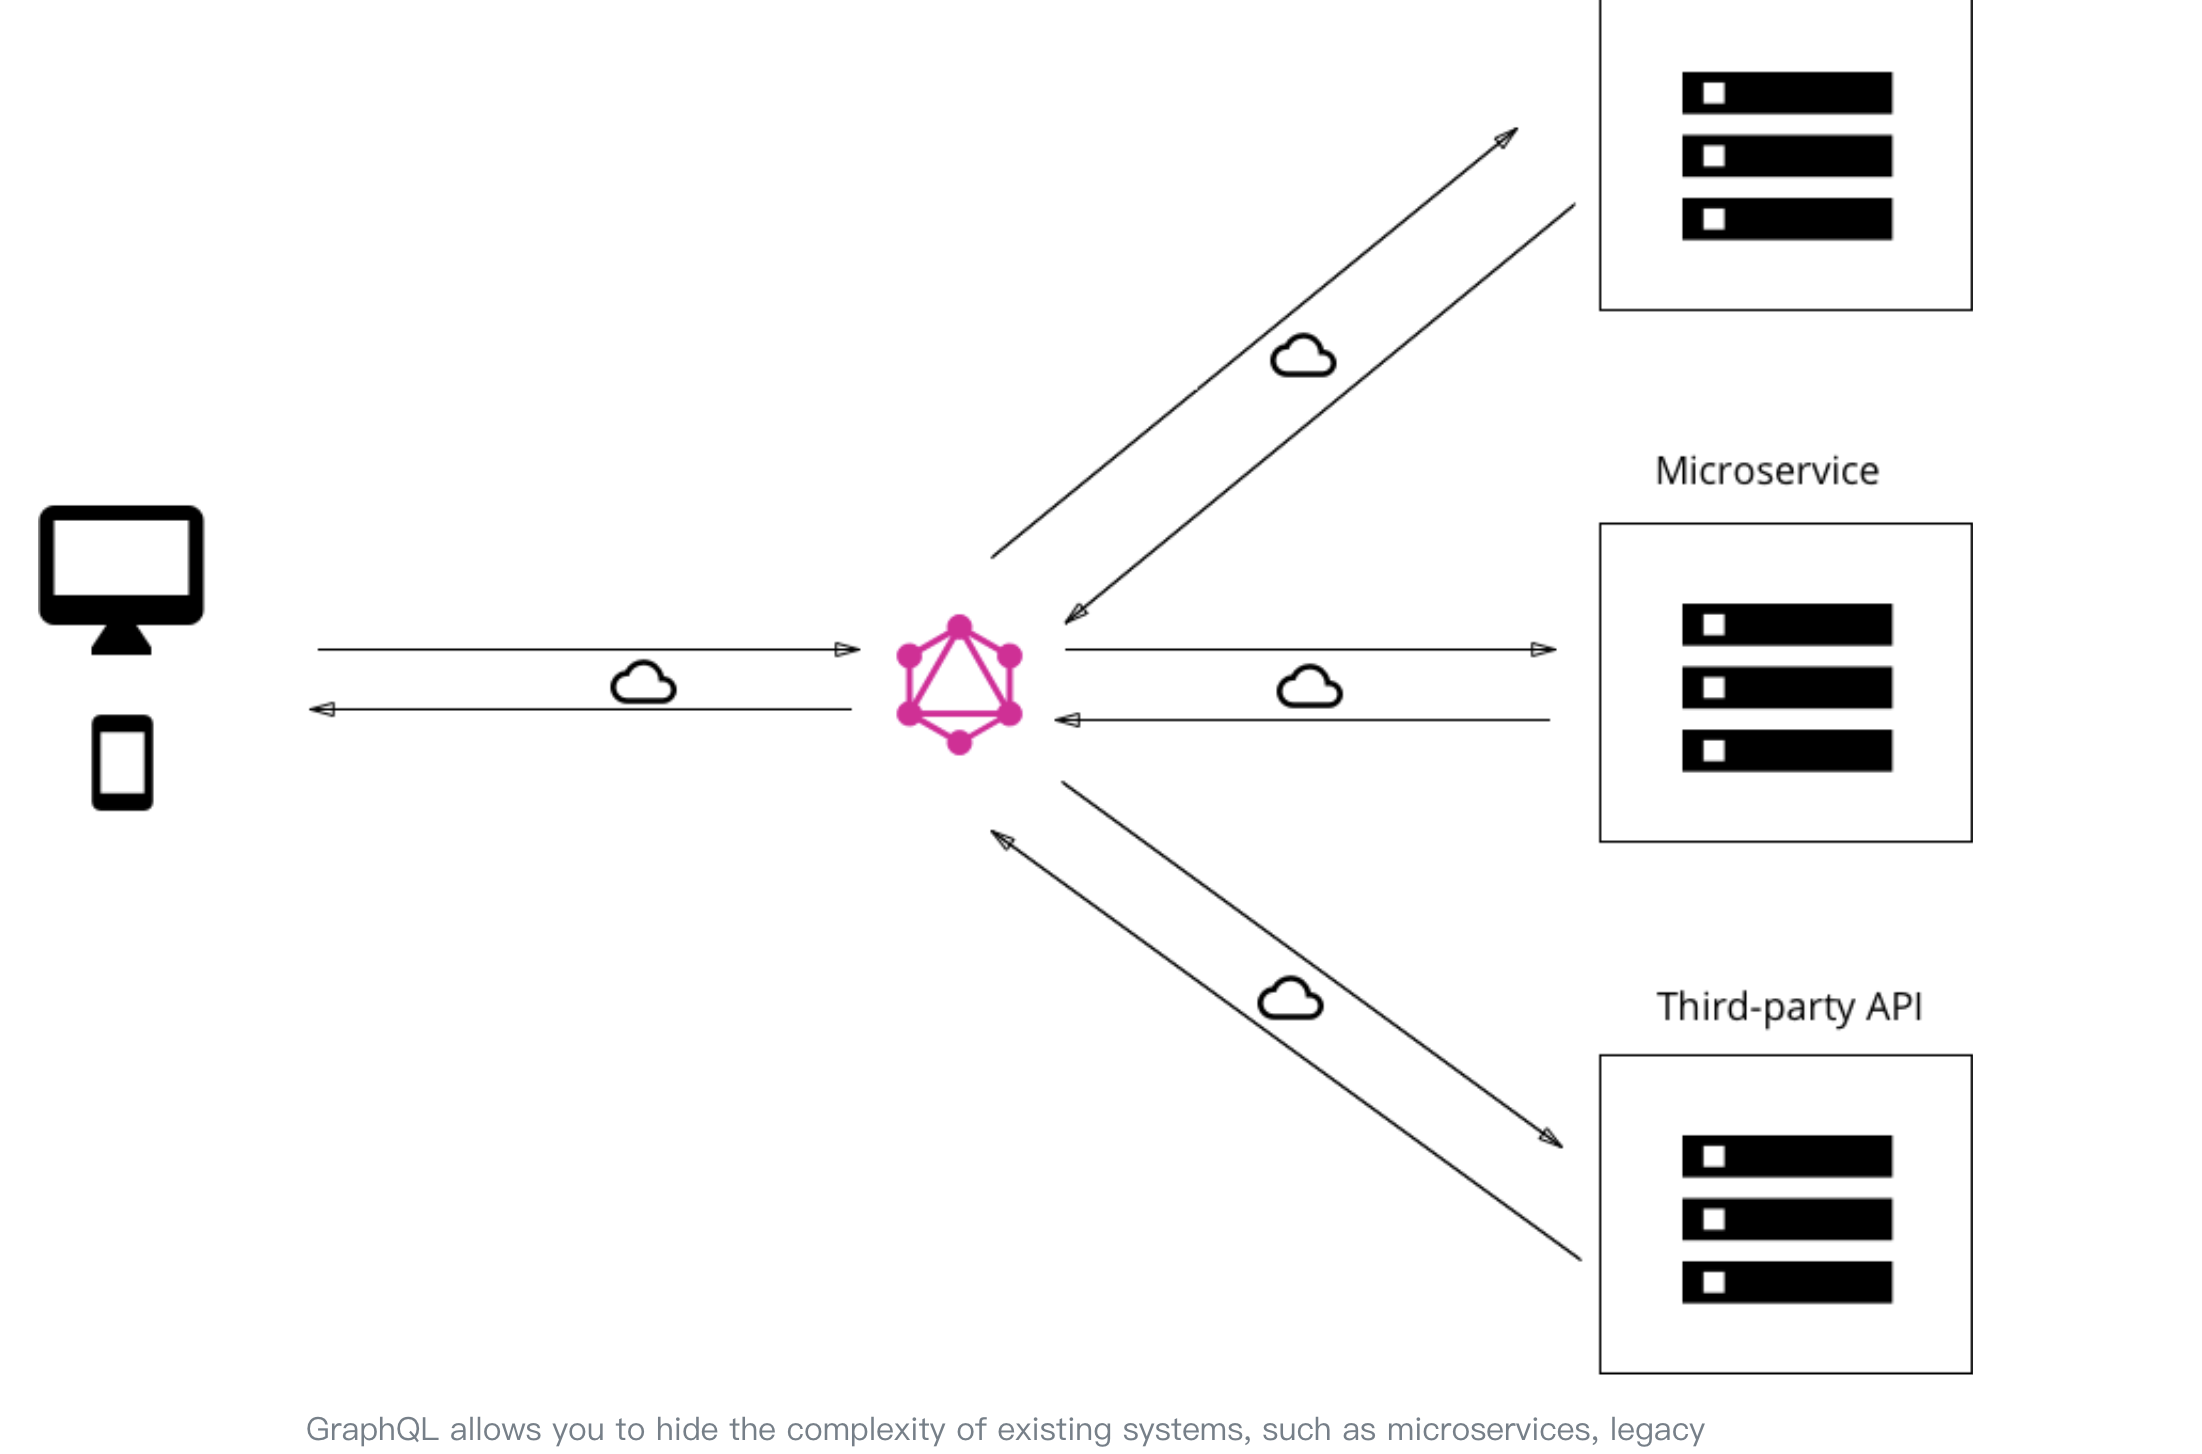 Microservice
Third-party API
GraphQL allows you to hide the complexity of existing systems, such as microservices, legacy